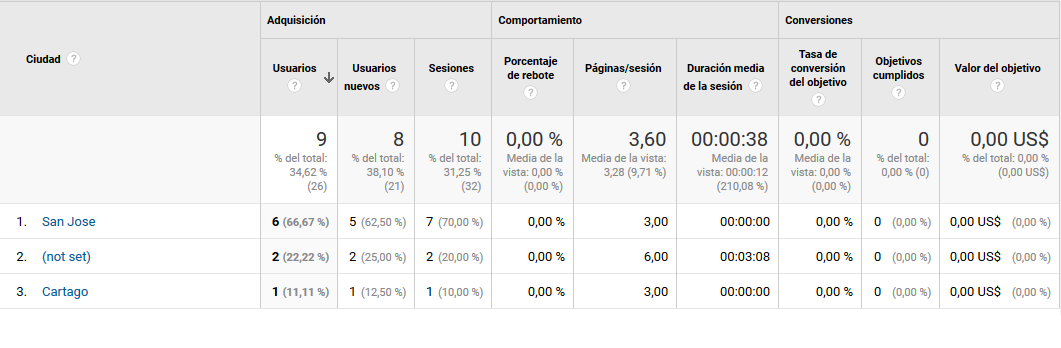 Adquisición Comportamiento Conversiones
Ciudad ? Usuarios ? ↓ Usuarios nuevos ? Sesiones ? Porcentaje de rebote ? Páginas/sesión ? Duración media de la sesión ? Tasa de conversión del objetivo ? Objetivos cumplidos ? Valor del objetivo ?
9 8 10 0,00 % 3,60 00:00:38 0,00 % 0 0,00 US$
% del total: 34,62 % (26) % del total: 38,10 % (21) % del total: 31,25 % (32) Media de la vista: 0,00 % (0,00 %) Media de la vista: 3,28 (9,71 %) Media de la vista: 00:00:12 (210,08 %) Media de la vista: 0,00 % (0,00 %) % del total: 0,00 % (0) % del total: 0,00 % (0,00 US$)
1. San Jose 6 (66,67 %) 5 (62,50 %) 7 (70,00 %) 0,00 % 3,00 00:00:00 0,00 % 0 (0,00 %) 0,00 US$ (0,00 %)
2. (not set) 2 (22,22 %) 2 (25,00 %) 2 (20,00 %) 0,00 % 6,00 00:03:08 0,00 % 0 (0,00 %) 0,00 US$ (0,00 %)
3. Cartago 1 (11,11 %) 1 (12,50 %) 1 (10,00 %) 0,00 % 3,00 00:00:00 0,00 % 0 (0,00 %) 0,00 US$ (0,00 %)